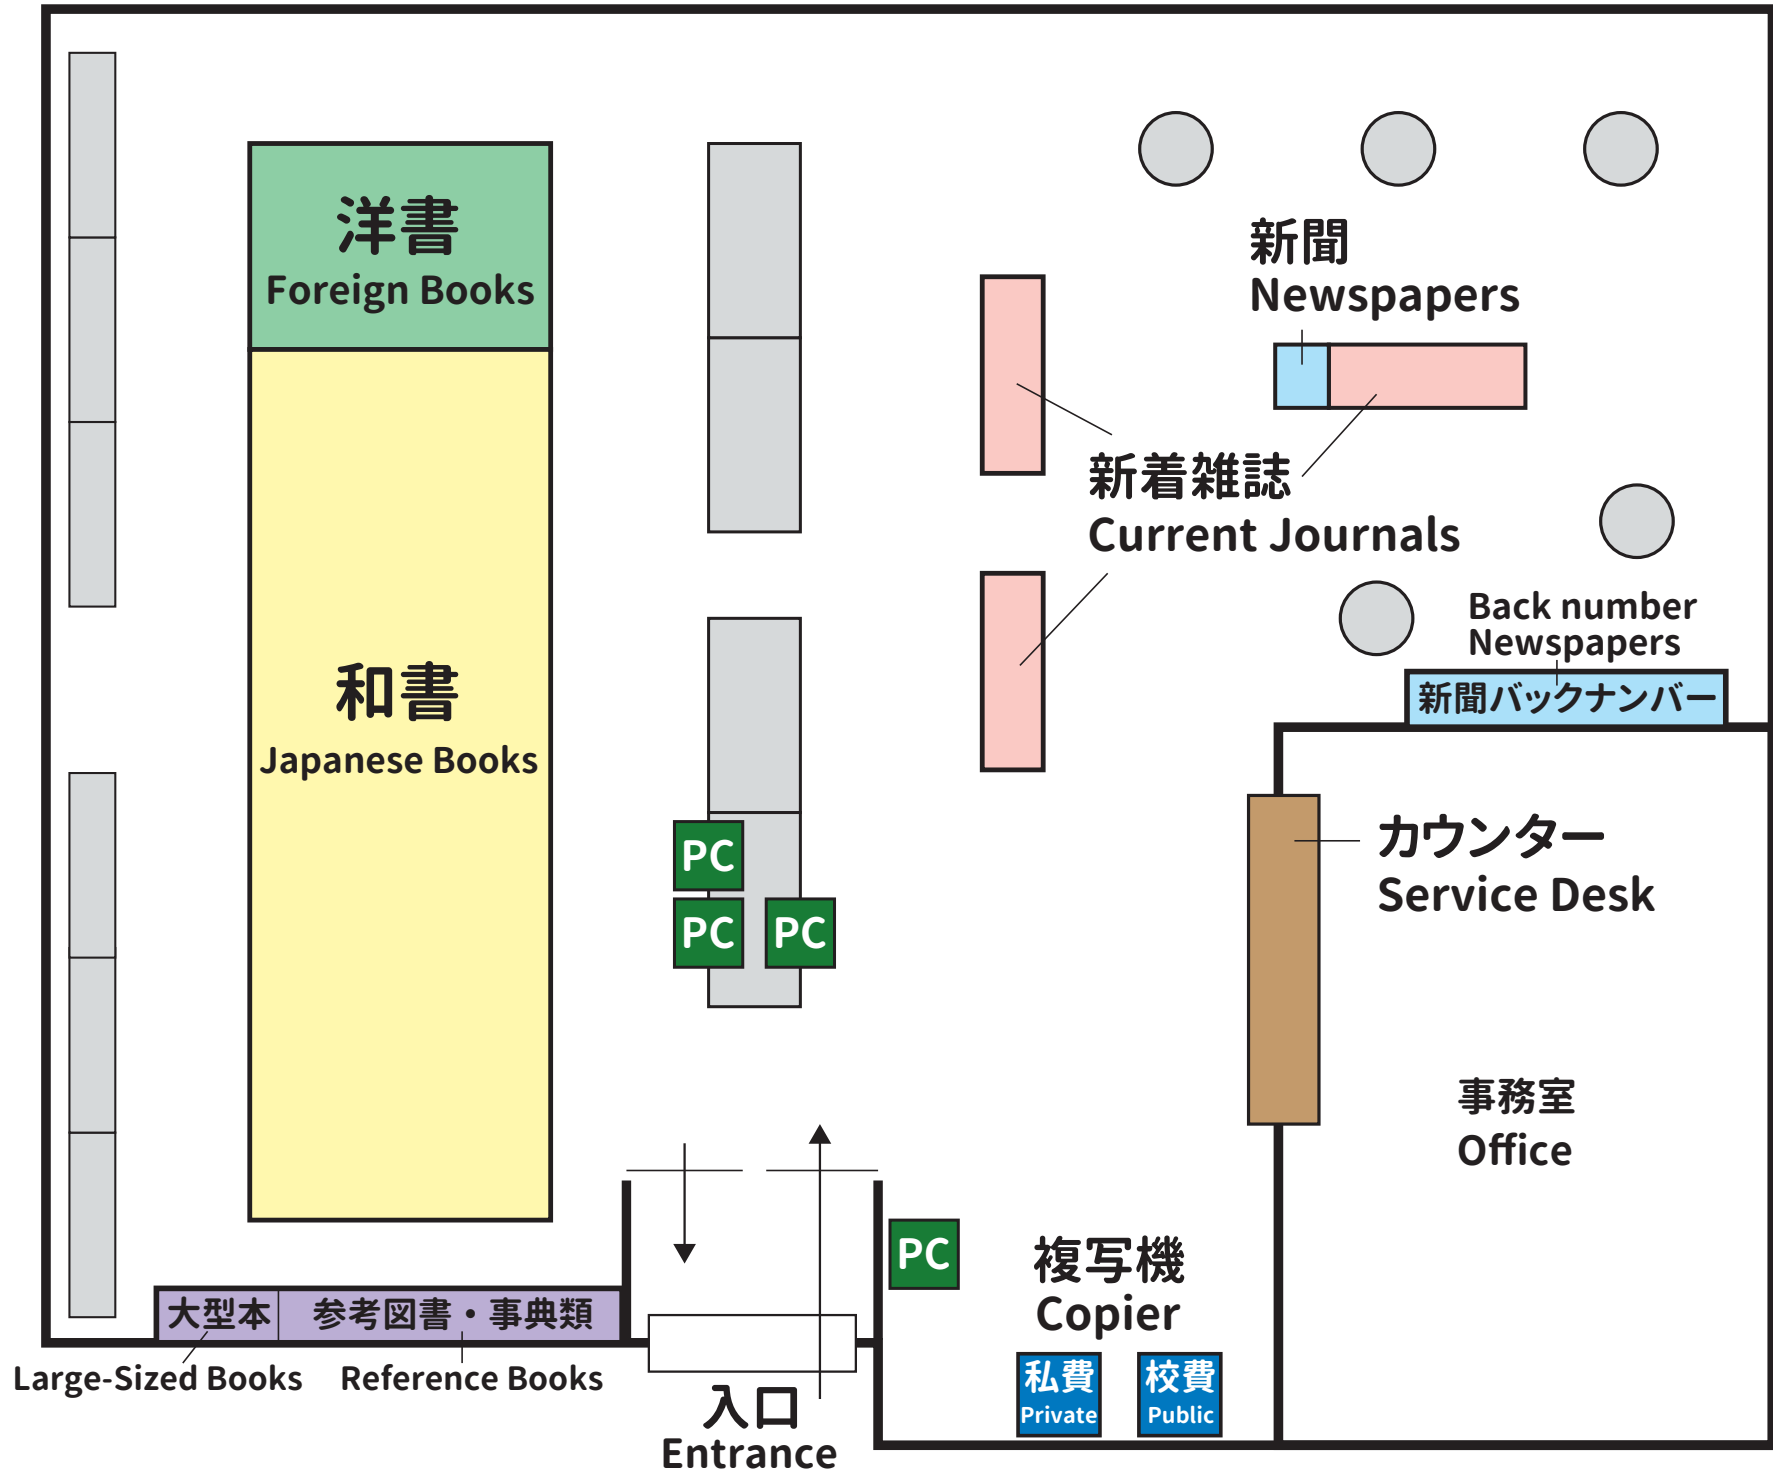 洋書
Foreign Books
新聞
Newspapers
新着雑誌
Current Journals
Back number
Newspapers
新聞バックナンバー
和書
Japanese Books
PC
PC
PC
カウンター
Service Desk
事務室
Office
PC
複写機
Copier
大型本
参考図書・事典類
Large-Sized Books
Reference Books
私費
Private
校費
Public
入口
Entrance